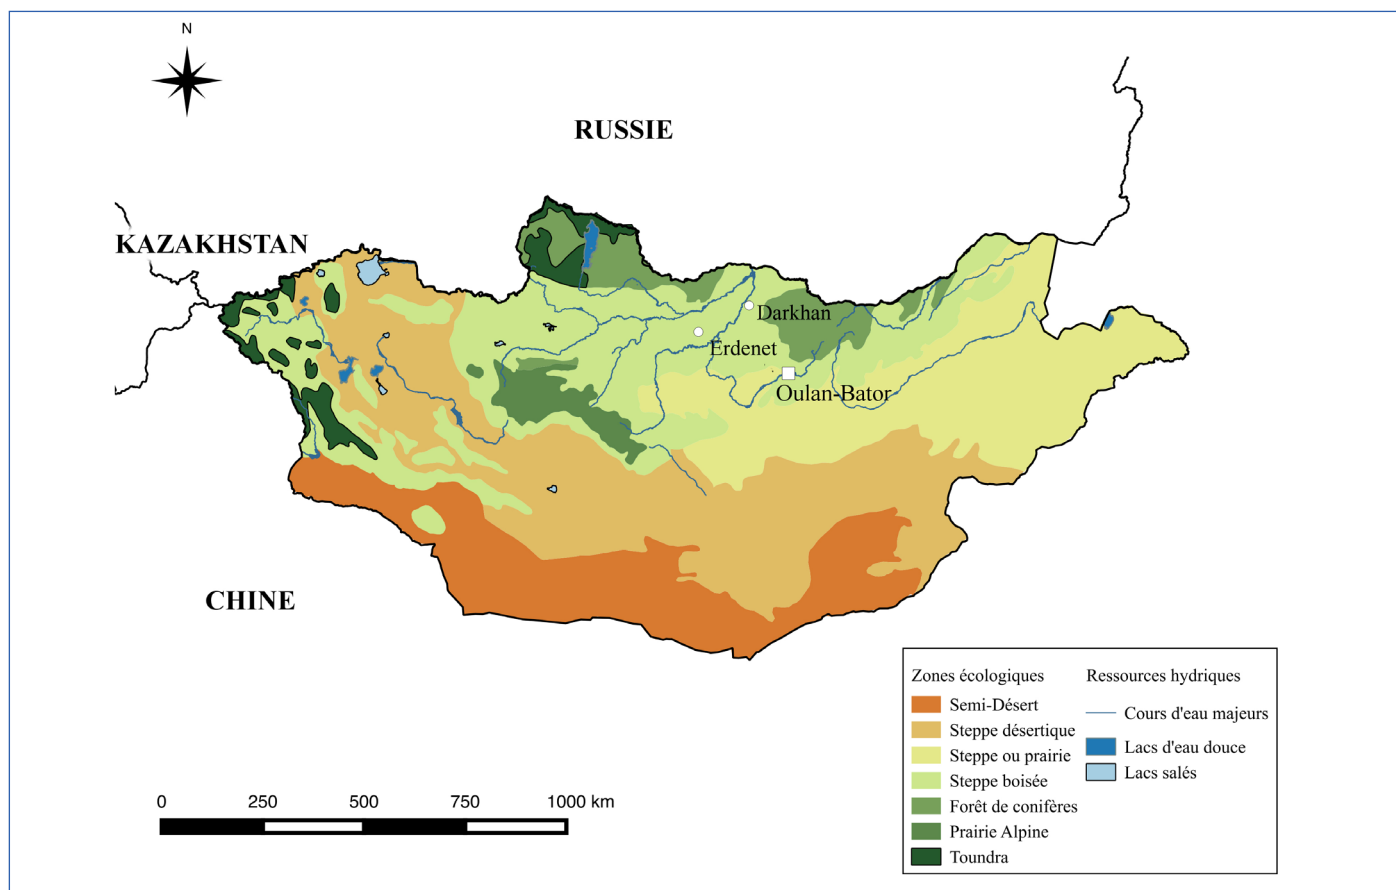 N
RUSSIE
KAZAKHSTAN
Darkhan
Erdenet
Oulan-Bator
CHINE
Zones écologiques
Semi-Désert
Steppe désertique
Steppe ou prairie
Steppe boisée
Forêt de conifères
Prairie Alpine
Toundra
Ressources hydriques
Cours d'eau majeurs
Lacs d'eau douce
Lacs salés
0 250 500 750 1000 km